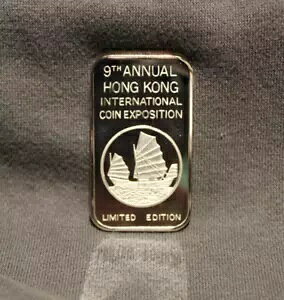 9TH ANNUAL
HONG KONG
INTERNATIONAL
COIN EXPOSITION
LIMITED EDITION